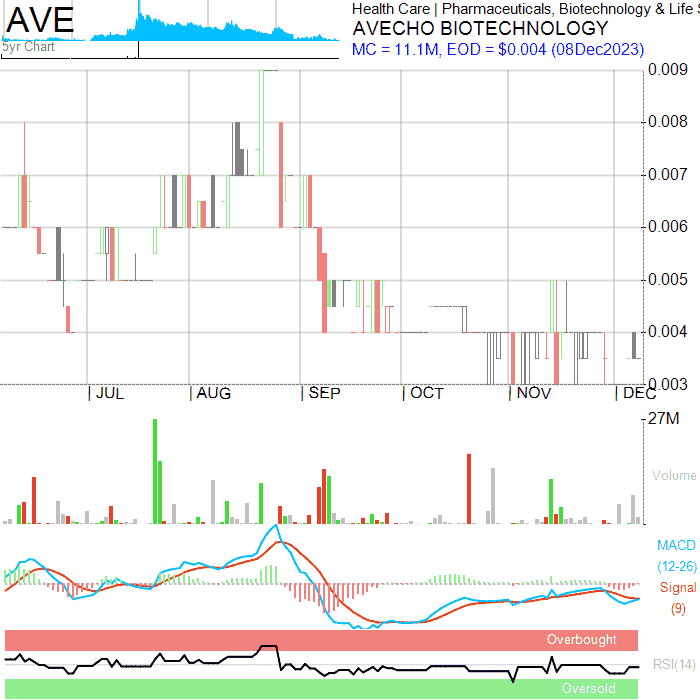 AVE
5yr Chart
Health Care | Pharmaceuticals, Biotechnology & Life S
AVECHO BIOTECHNOLOGY
MC = 11.1M, EOD = $0.004 (08Dec2023)
0.009
0.008
0.007
0.006
0.005
0.004
0.003
| JUL
| AUG
| SEP
| OCT
| NOV
| DEC
27M
Volume
MACD
(12-26)
Signal
(9)
Overbought
RSI(14)
Oversold